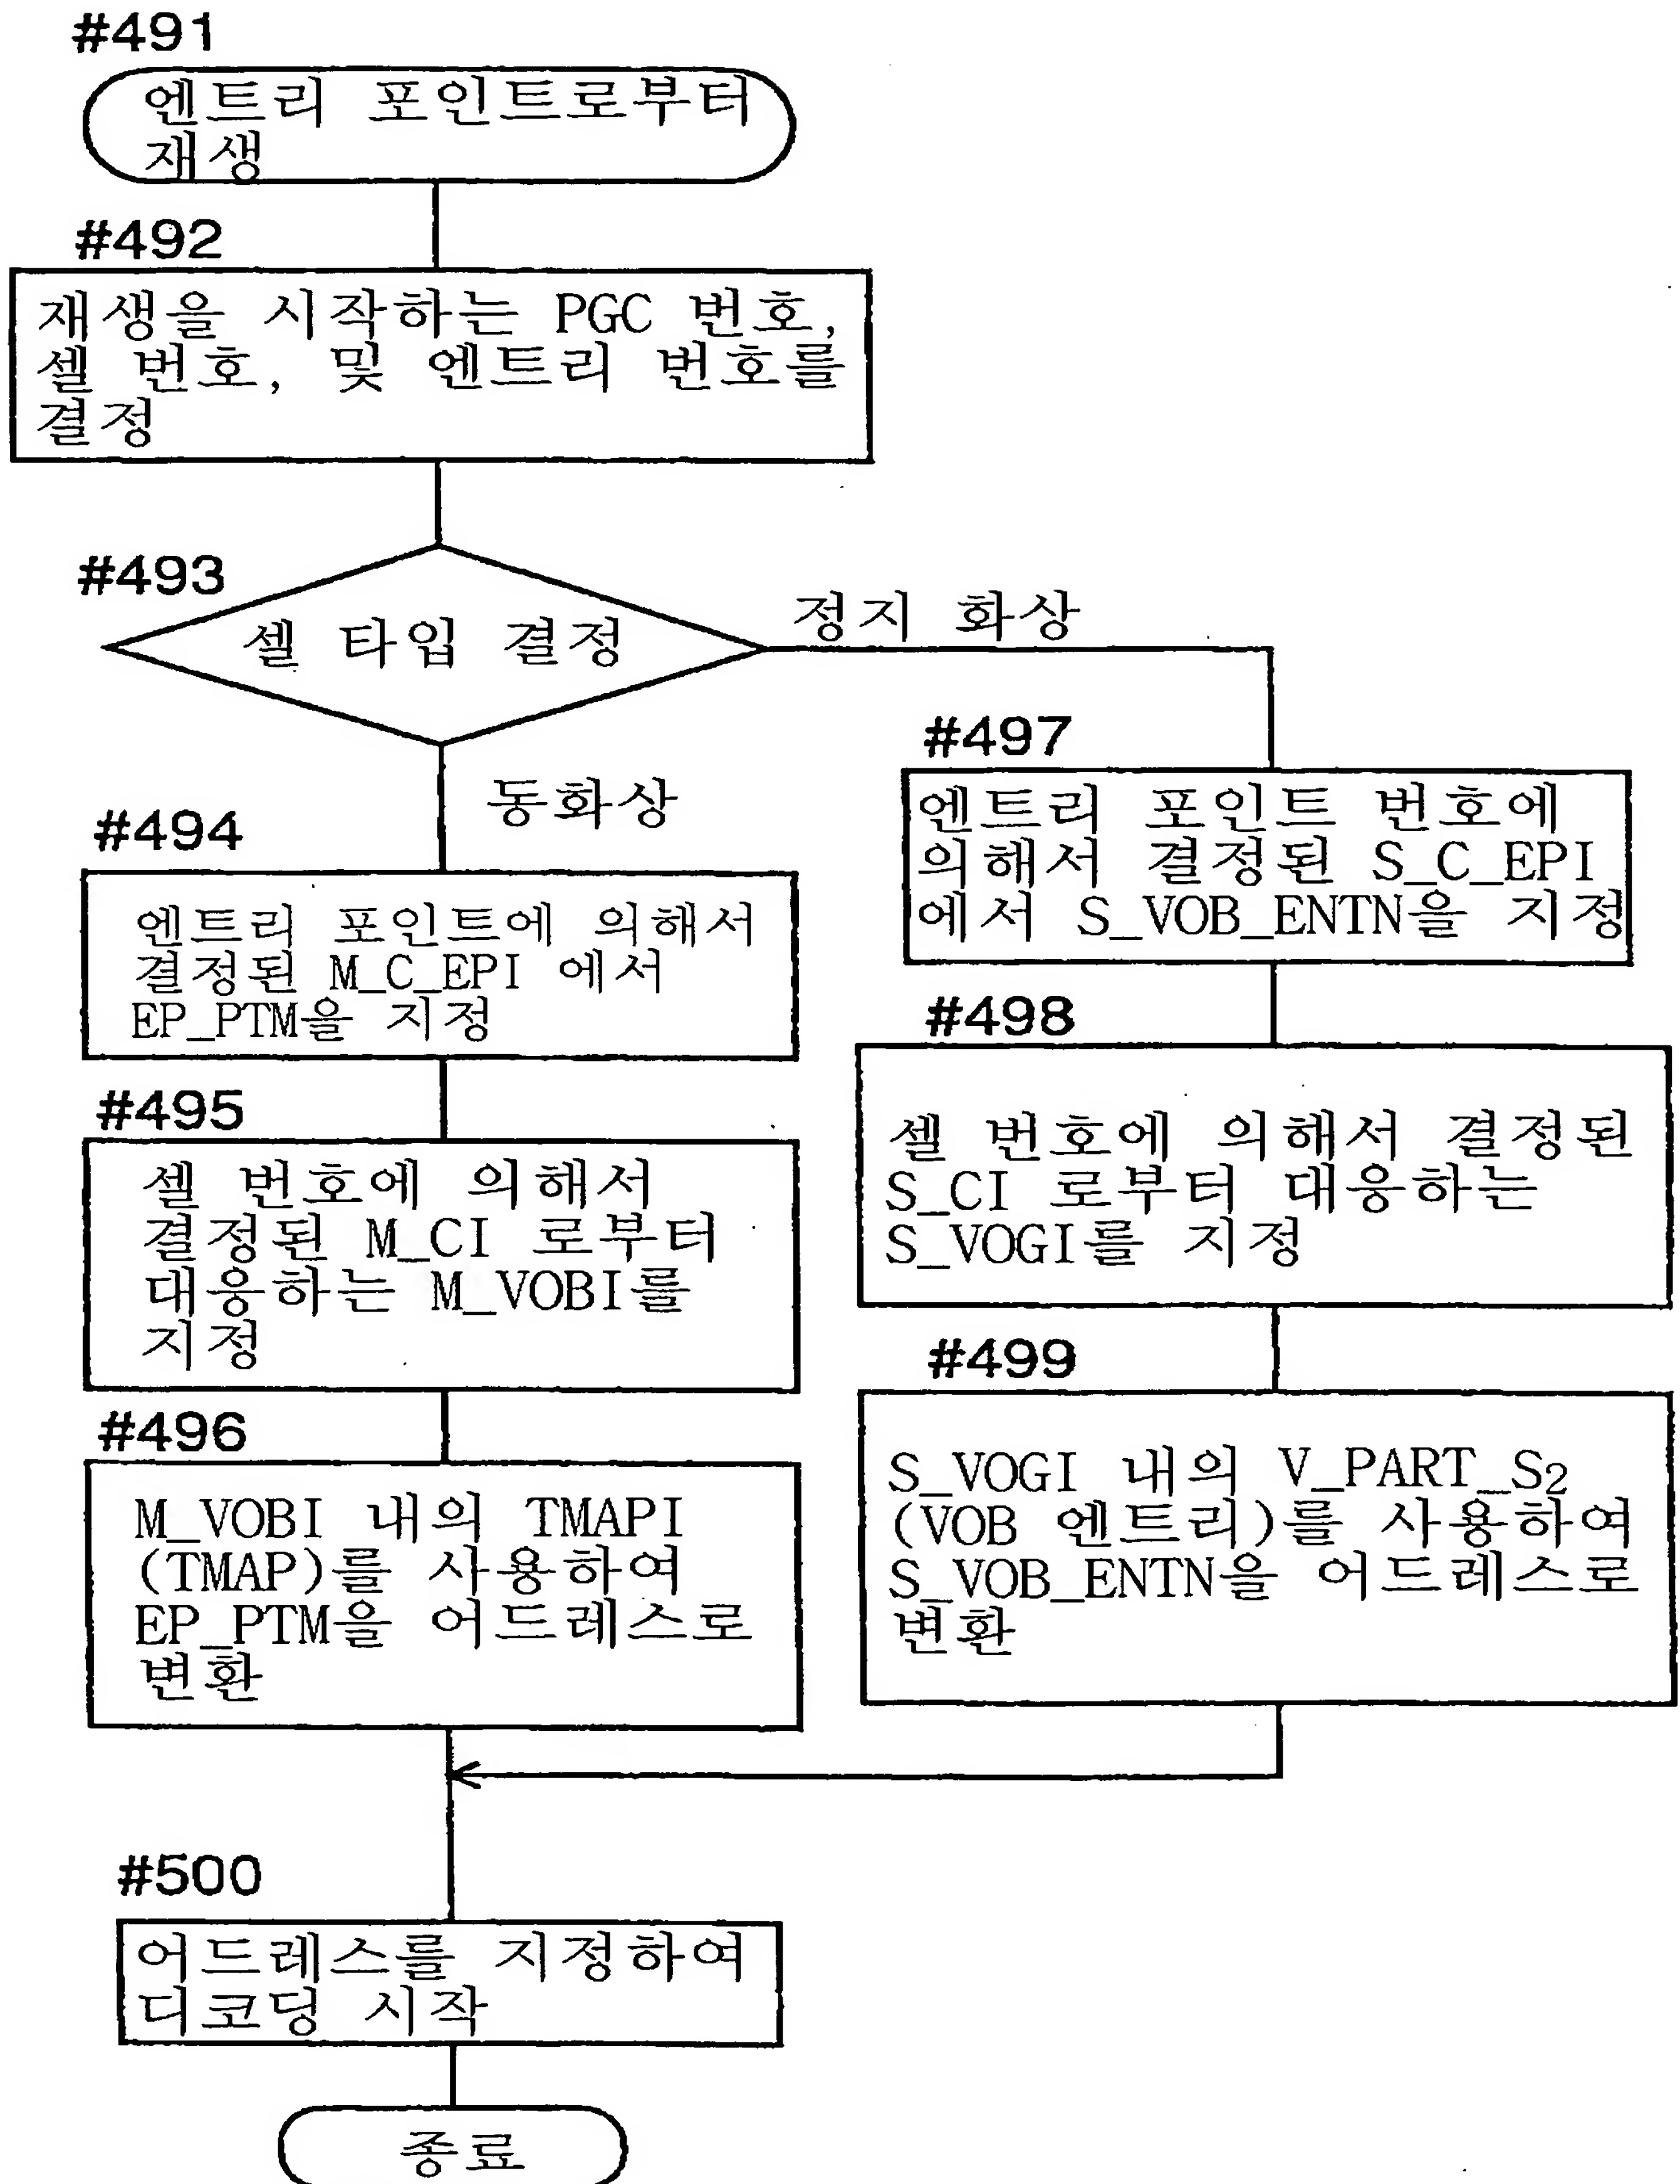 #491
엔트리 포인트로부터
재생
#492
재생을 시작하는 PGC 번호,
셀 번호, 및 엔트리 번호를
결정
#493
셀 타입 결정
정지 화상
동화상
#494
엔트리 포인트에 의해서
결정된 M_C_EPI 에서
EP_PTM을 지정
#495
셀 번호에 의해서
결정된 M_CI 로부터
대응하는 M_VOBI를
지정
#496
M_VOBI 내의 TMAPI
(TMAP)를 사용하여
EP_PTM을 어드레스로
변환
#497
엔트리 포인트 번호에
의해서 결정된 S_C_EPI
에서 S_VOB_ENTN을 지정
#498
셀 번호에 의해서 결정된
S_CI 로부터 대응하는
S_VOGI를 지정
#499
S_VOGI 내의 V_PART_S2
(VOB 엔트리)를 사용하여
S_VOB_ENTN을 어드레스로
변환
#500
어드레스를 지정하여
디코딩 시작
종료